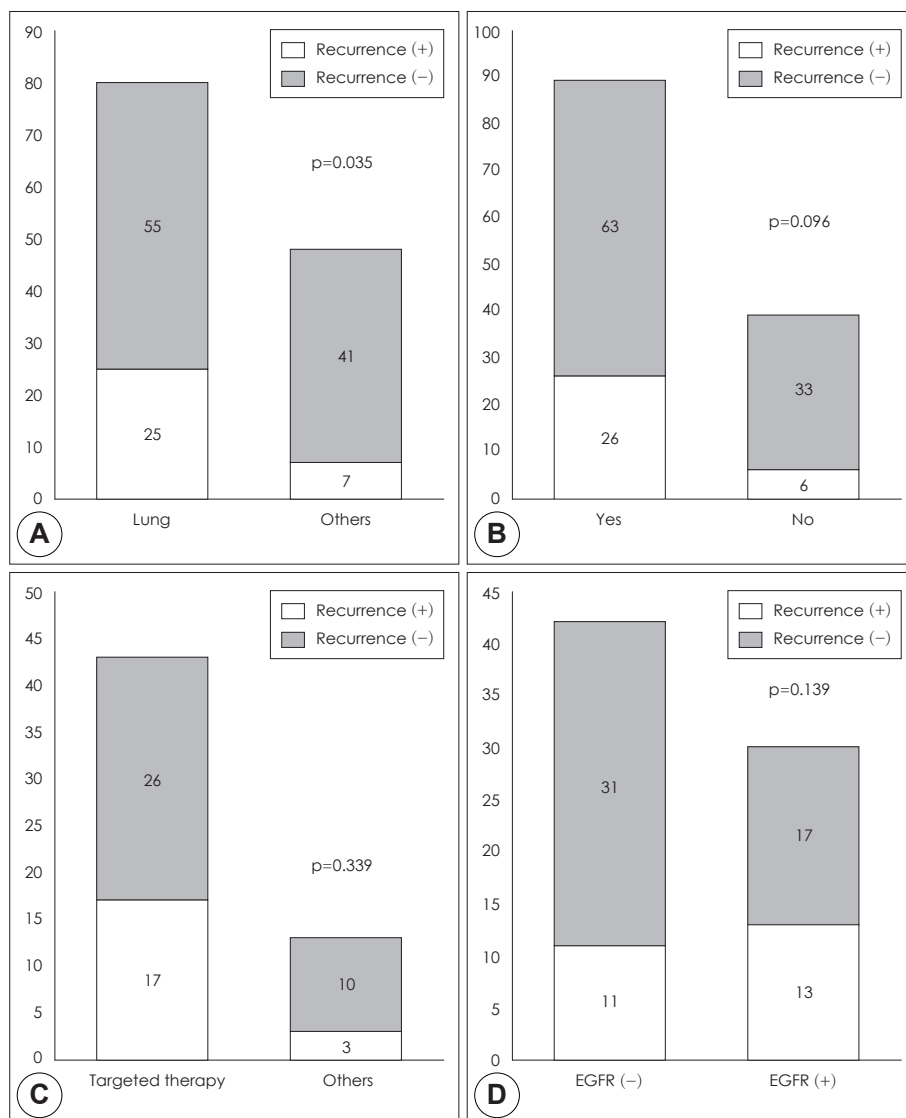 90
80
70
60
50
40
30
20
10
0
Recurrence (+)
Recurrence (−)
p=0.035
55
25
41
7
Lung
Others
A
100
90
80
70
60
50
40
30
20
10
0
Recurrence (+)
Recurrence (−)
p=0.096
63
26
33
6
Yes
No
B
50
45
40
35
30
25
20
15
10
5
0
Recurrence (+)
Recurrence (−)
p=0.339
26
17
10
3
Targeted therapy
Others
C
45
40
35
30
25
20
15
10
5
0
Recurrence (+)
Recurrence (−)
p=0.139
31
11
17
13
EGFR (−)
EGFR (+)
D